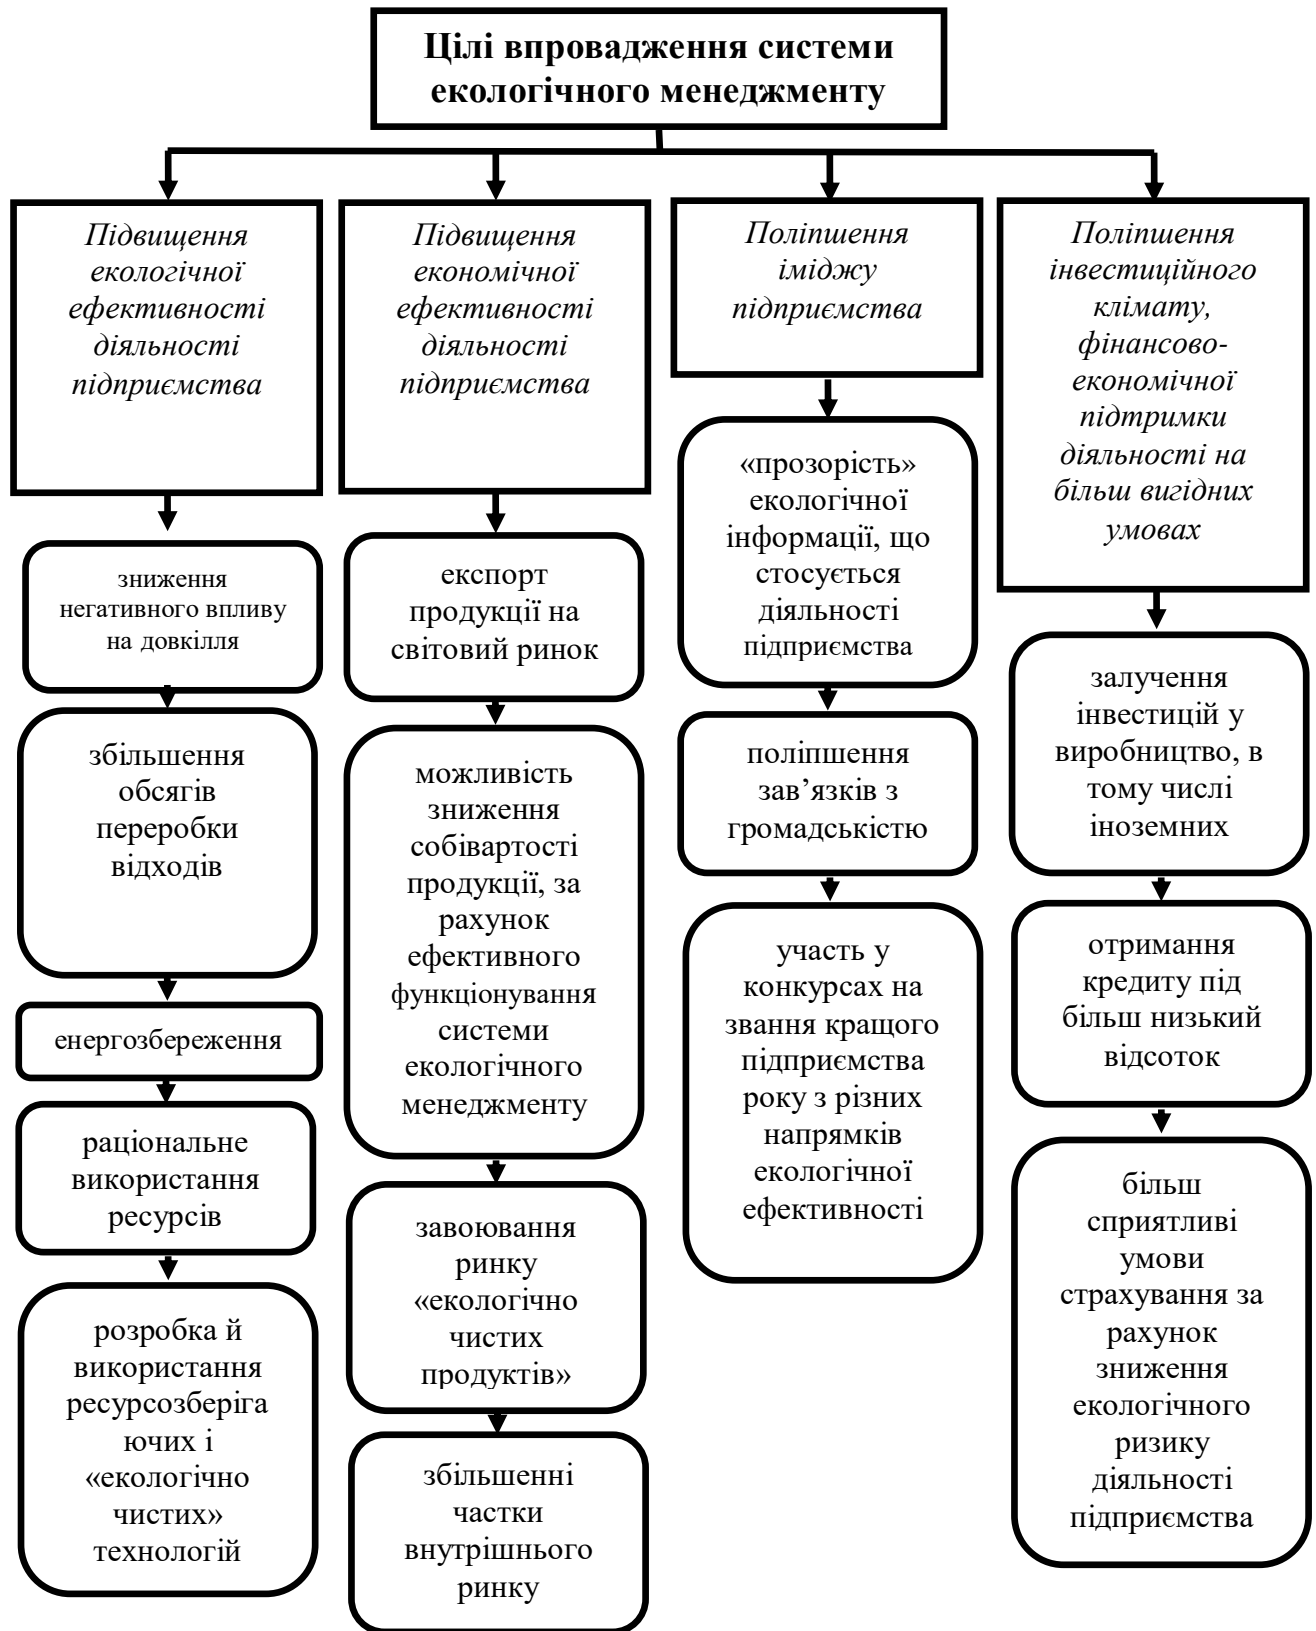 Цілі впровадження системи
екологічного менеджменту
Підвищення
екологічної
ефективності
діяльності
підприємства
зниження
негативного впливу
на довкілля
збільшення
обсягів
переробки
відходів
енергозбереження
раціональне
використання
ресурсів
розробка й
використання
ресурсозберіга
ючих і
«екологічно
чистих»
технологій
Підвищення
економічної
ефективності
діяльності
підприємства
експорт
продукції на
світовий ринок
можливість
зниження
собівартості
продукції, за
рахунок
ефективного
функціонування
системи
екологічного
менеджменту
завоювання
ринку
«екологічно
чистих
продуктів»
збільшенні
частки
внутрішнього
ринку
Поліпшення
іміджу
підприємства
«прозорість»
екологічної
інформації, що
стосується
діяльності
підприємства
поліпшення
зав’язків з
громадськістю
участь у
конкурсах на
звання кращого
підприємства
року з різних
напрямків
екологічної
ефективності
Поліпшення
інвестиційного
клімату,
фінансово-
економічної
підтримки
діяльності на
більш вигідних
умовах
залучення
інвестицій у
виробництво, в
тому числі
іноземних
отримання
кредиту під
більш низький
відсоток
більш
сприятливі
умови
страхування за
рахунок
зниження
екологічного
ризику
діяльності
підприємства